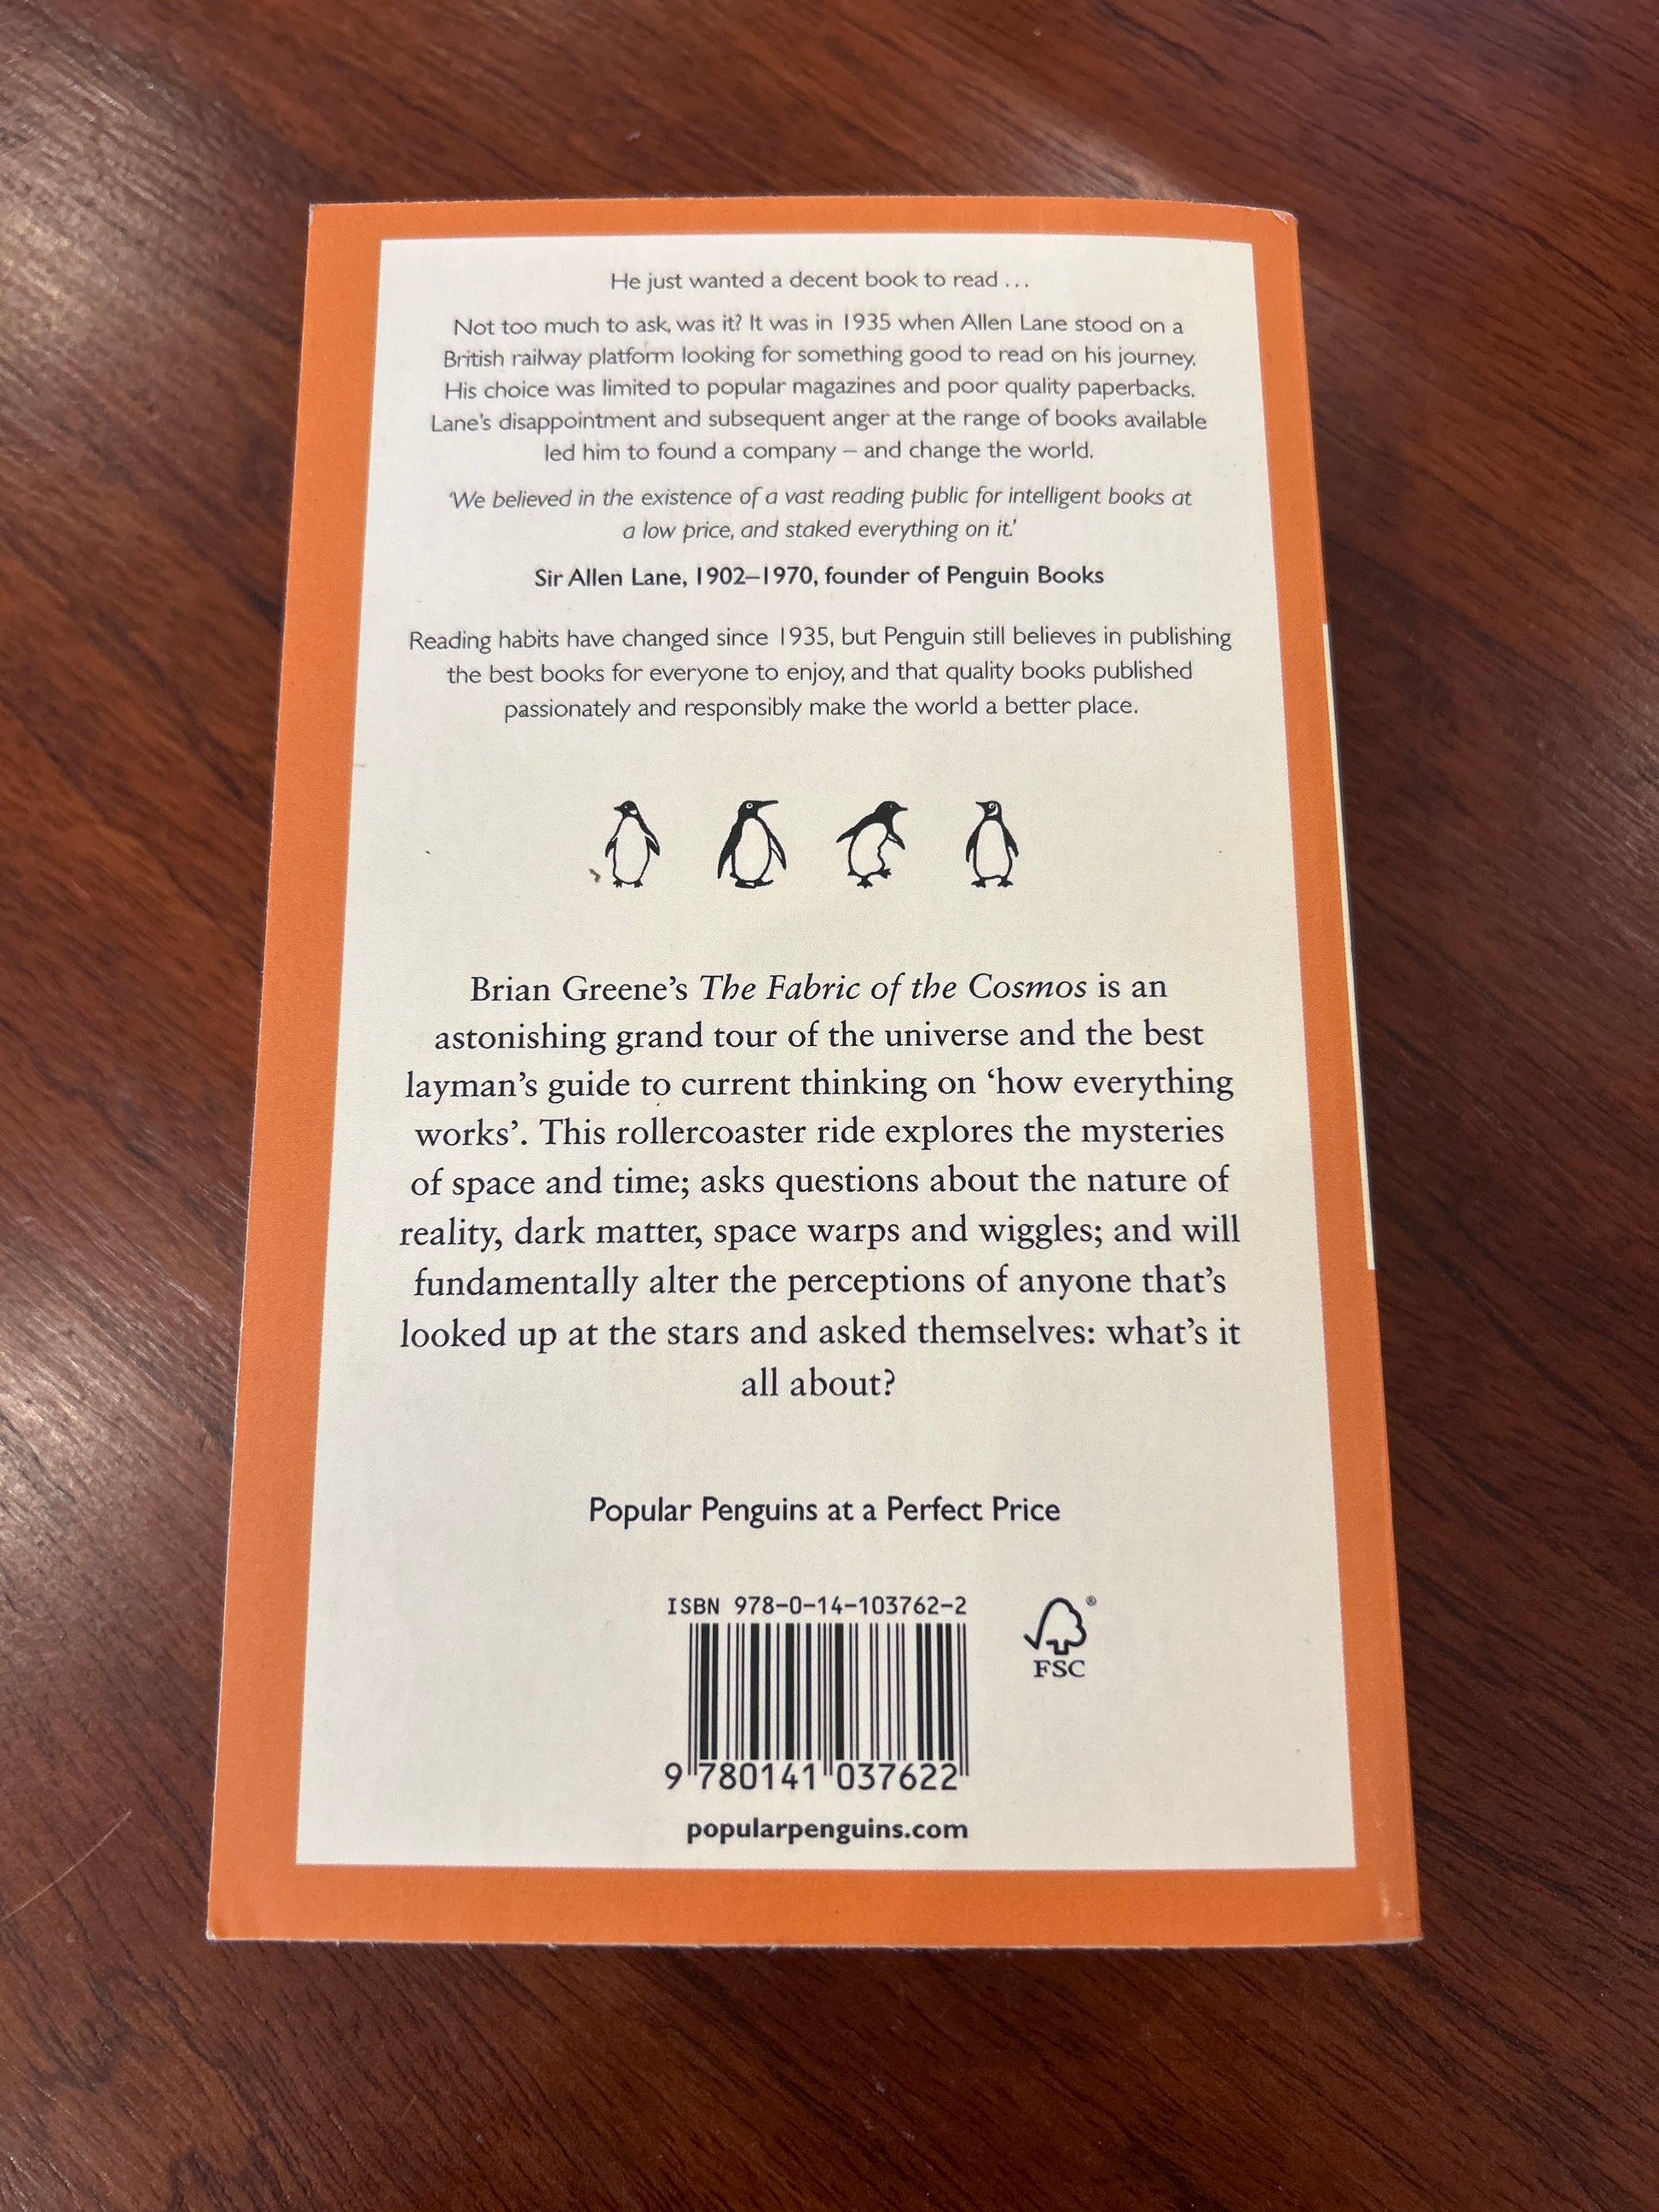 He just wanted a decent book to read ...
Not too much to ask, was it? It was in 1935 when Allen Lane stood on a
British railway platform looking for something good to read on his journey.
His choice was limited to popular magazines and poor quality paperbacks.
Lane's disappointment and subsequent anger at the range of books available
led him to found a company – and change the world.
'We believed in the existence of a vast reading public for intelligent books at
a low price, and staked everything on it.'
Sir Allen Lane, 1902–1970, founder of Penguin Books
Reading habits have changed since 1935, but Penguin still believes in publishing
the best books for everyone to enjoy, and that quality books published
passionately and responsibly make the world a better place.
Brian Greene's The Fabric of the Cosmos is an
astonishing grand tour of the universe and the best
layman's guide to current thinking on 'how everything
works'. This rollercoaster ride explores the mysteries
of space and time; asks questions about the nature of
reality, dark matter, space warps and wiggles; and will
fundamentally alter the perceptions of anyone that's
looked up at the stars and asked themselves: what's it
all about?
Popular Penguins at a Perfect Price
ISBN 978-0-14-103762-2
®
FSC
9 780141 037622
popularpenguins.com